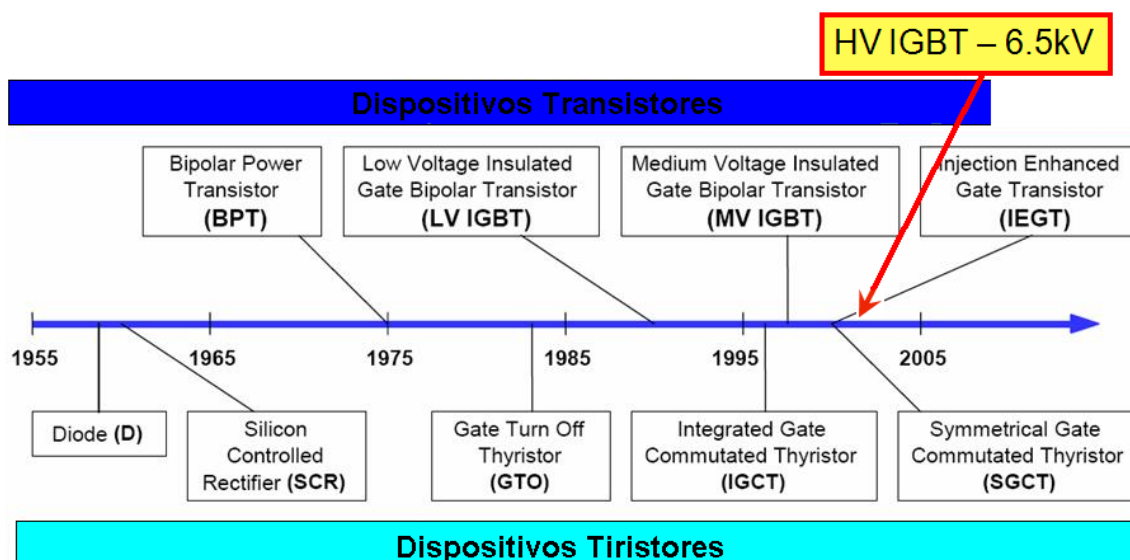 HV IGBT – 6.5kV
Dispositivos Transistores
Bipolar Power
Transistor
(BPT)
Low Voltage Insulated
Gate Bipolar Transistor
(LV IGBT)
Medium Voltage Insulated
Gate Bipolar Transistor
(MV IGBT)
Injection Enhanced
Gate Transistor
(IEGT)
1955
1965
1975
1985
1995
2005
Diode (D)
Silicon
Controlled
Rectifier (SCR)
Gate Turn Off
Thyristor
(GTO)
Integrated Gate
Commutated Thyristor
(IGCT)
Symmetrical Gate
Commutated Thyristor
(SGCT)
Dispositivos Tiristores